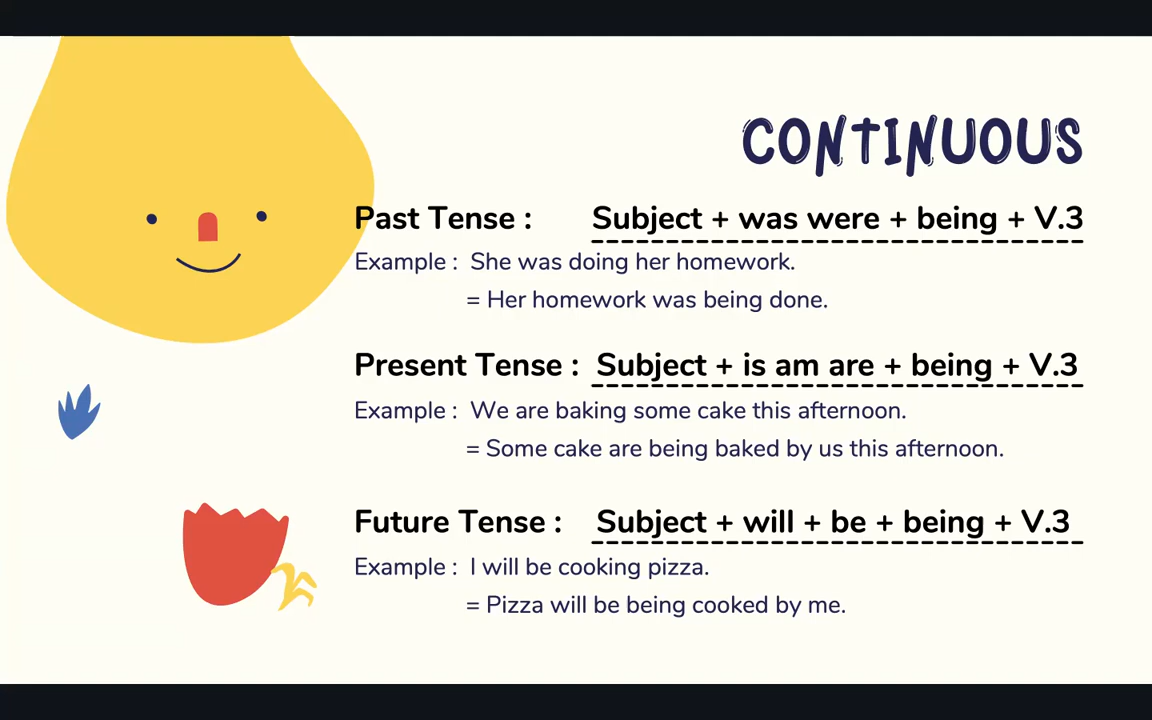 CONTINUOUS
Past Tense : Subject + was were + being + V.3
Example : She was doing her homework.
= Her homework was being done.
Present Tense : Subject + is am are + being + V.3
Example : We are baking some cake this afternoon.
= Some cake are being baked by us this afternoon.
Future Tense : Subject + will + be + being + V.3
Example : I will be cooking pizza.
= Pizza will be being cooked by me.